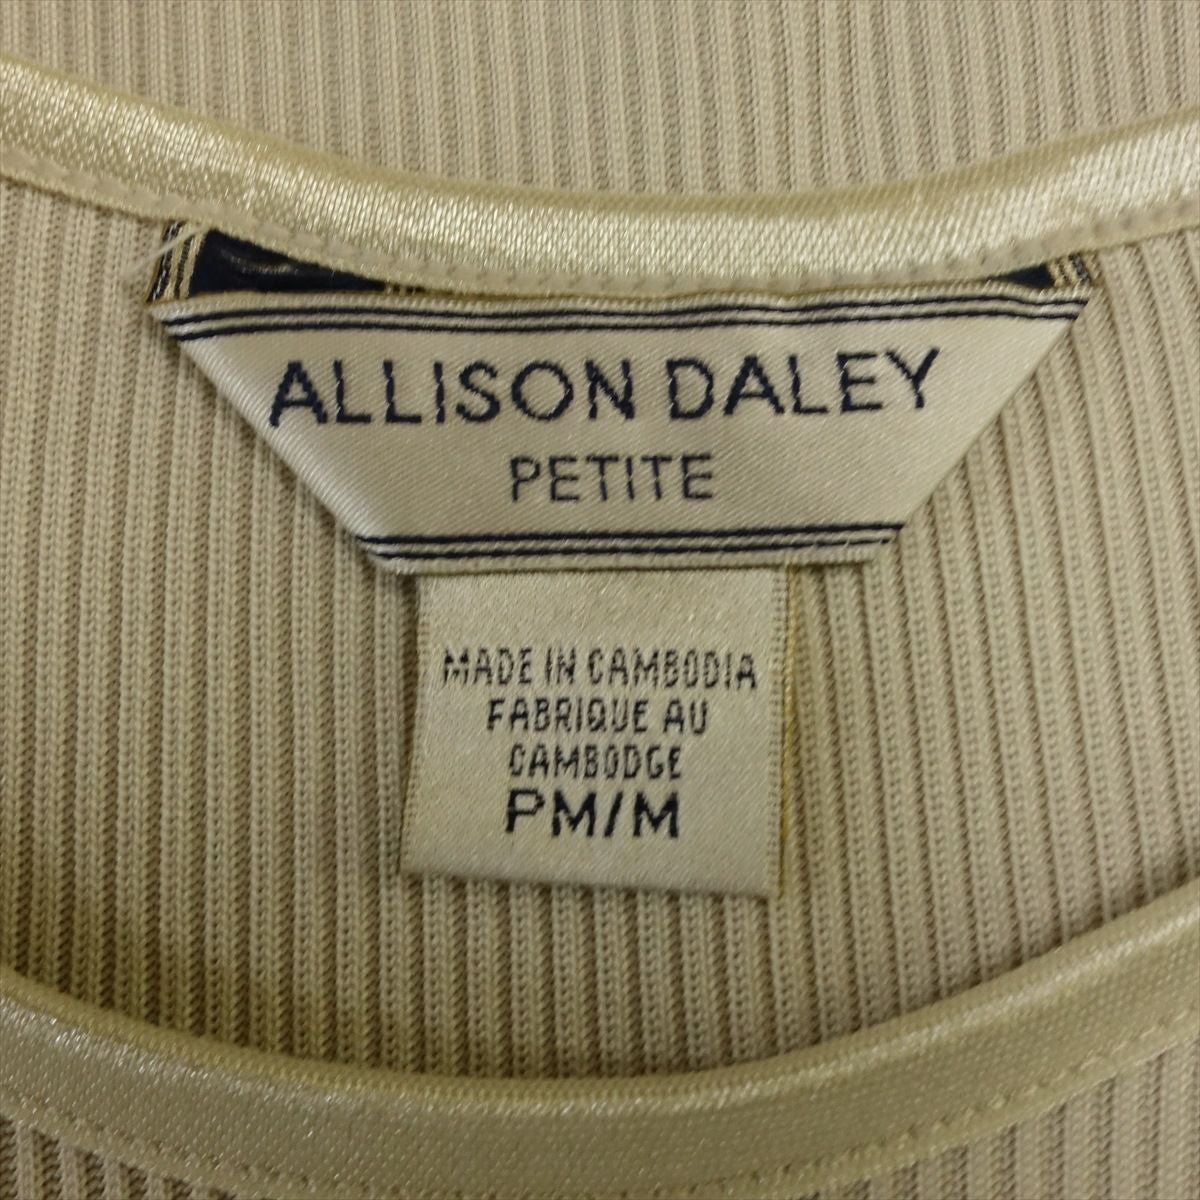 ALLISON DALEY
PETITE
MADE IN CAMBODIA
FABRIQUE AU
CAMBODGE
PM/M